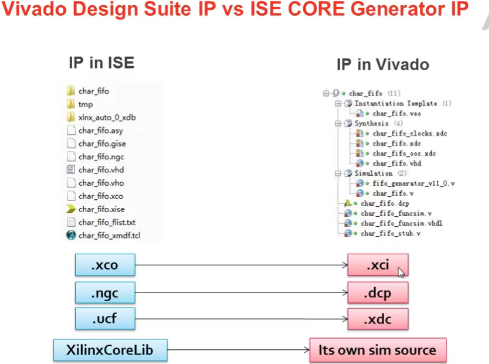 Vivado Design Suite IP vs ISE CORE Generator IP
IP in ISE
char_fifo
tmp
xlnx_auto_0_xdb
char_fifo.asy
char_fifo.gise
char_fifo.ngc
char_fifo.vhd
char_fifo.vho
char_fifo.xco
char_fifo.xise
char_fifo_flist.txt
char_fifo_xmdf.tcl
IP in Vivado
char_fifo (11)
Instantiation Template (1)
char_fifo.veo
Synthesis (4)
char_fifo_clocks.xdc
char_fifo.xdc
char_fifo_ooc.xdc
char_fifo.vhd
Simulation (2)
fifo_generator_v11_0.v
char_fifo.v
char_fifo.dcp
char_fifo_funcsim.v
char_fifo_funcsim.vhdl
char_fifo_stub.v
.xco
.xci
.ngc
.dcp
.ucf
.xdc
XilinxCoreLib
Its own sim source